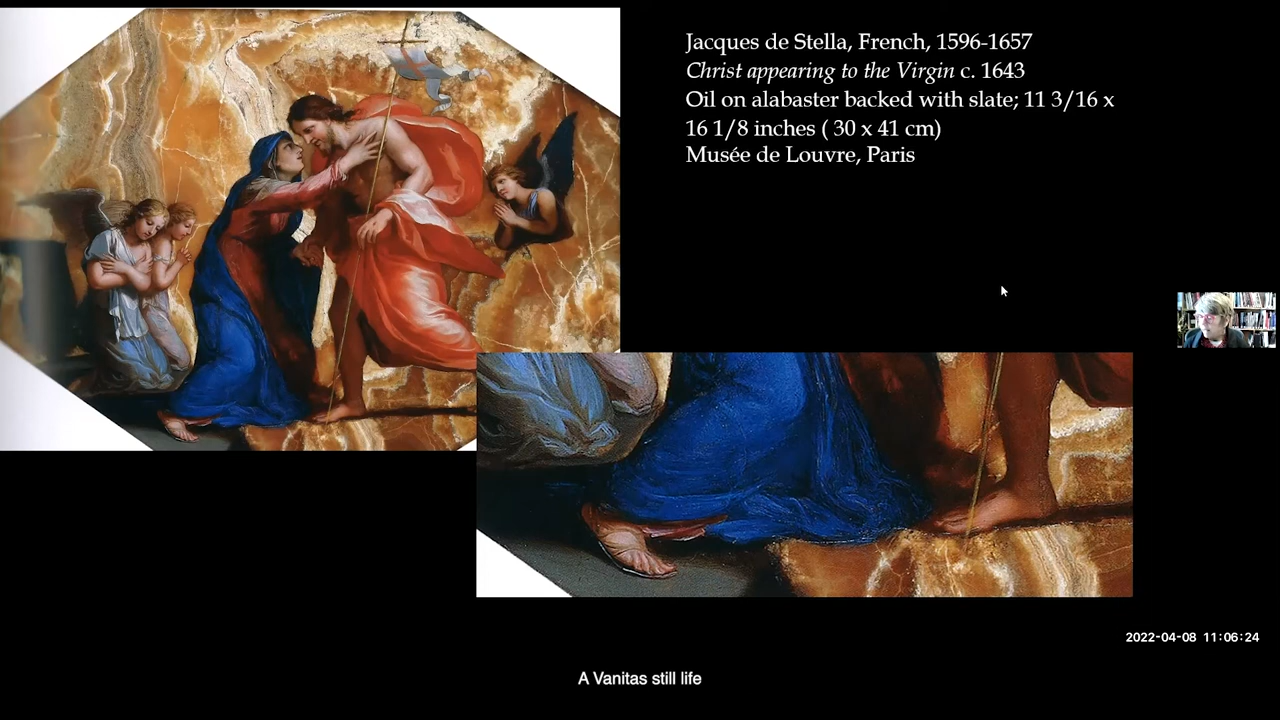 Jacques de Stella, French, 1596-1657
Christ appearing to the Virgin c. 1643
Oil on alabaster backed with slate; 11 3/16 x
16 1/8 inches ( 30 x 41 cm)
Musée de Louvre, Paris
2022-04-08 11:06:24
A Vanitas still life